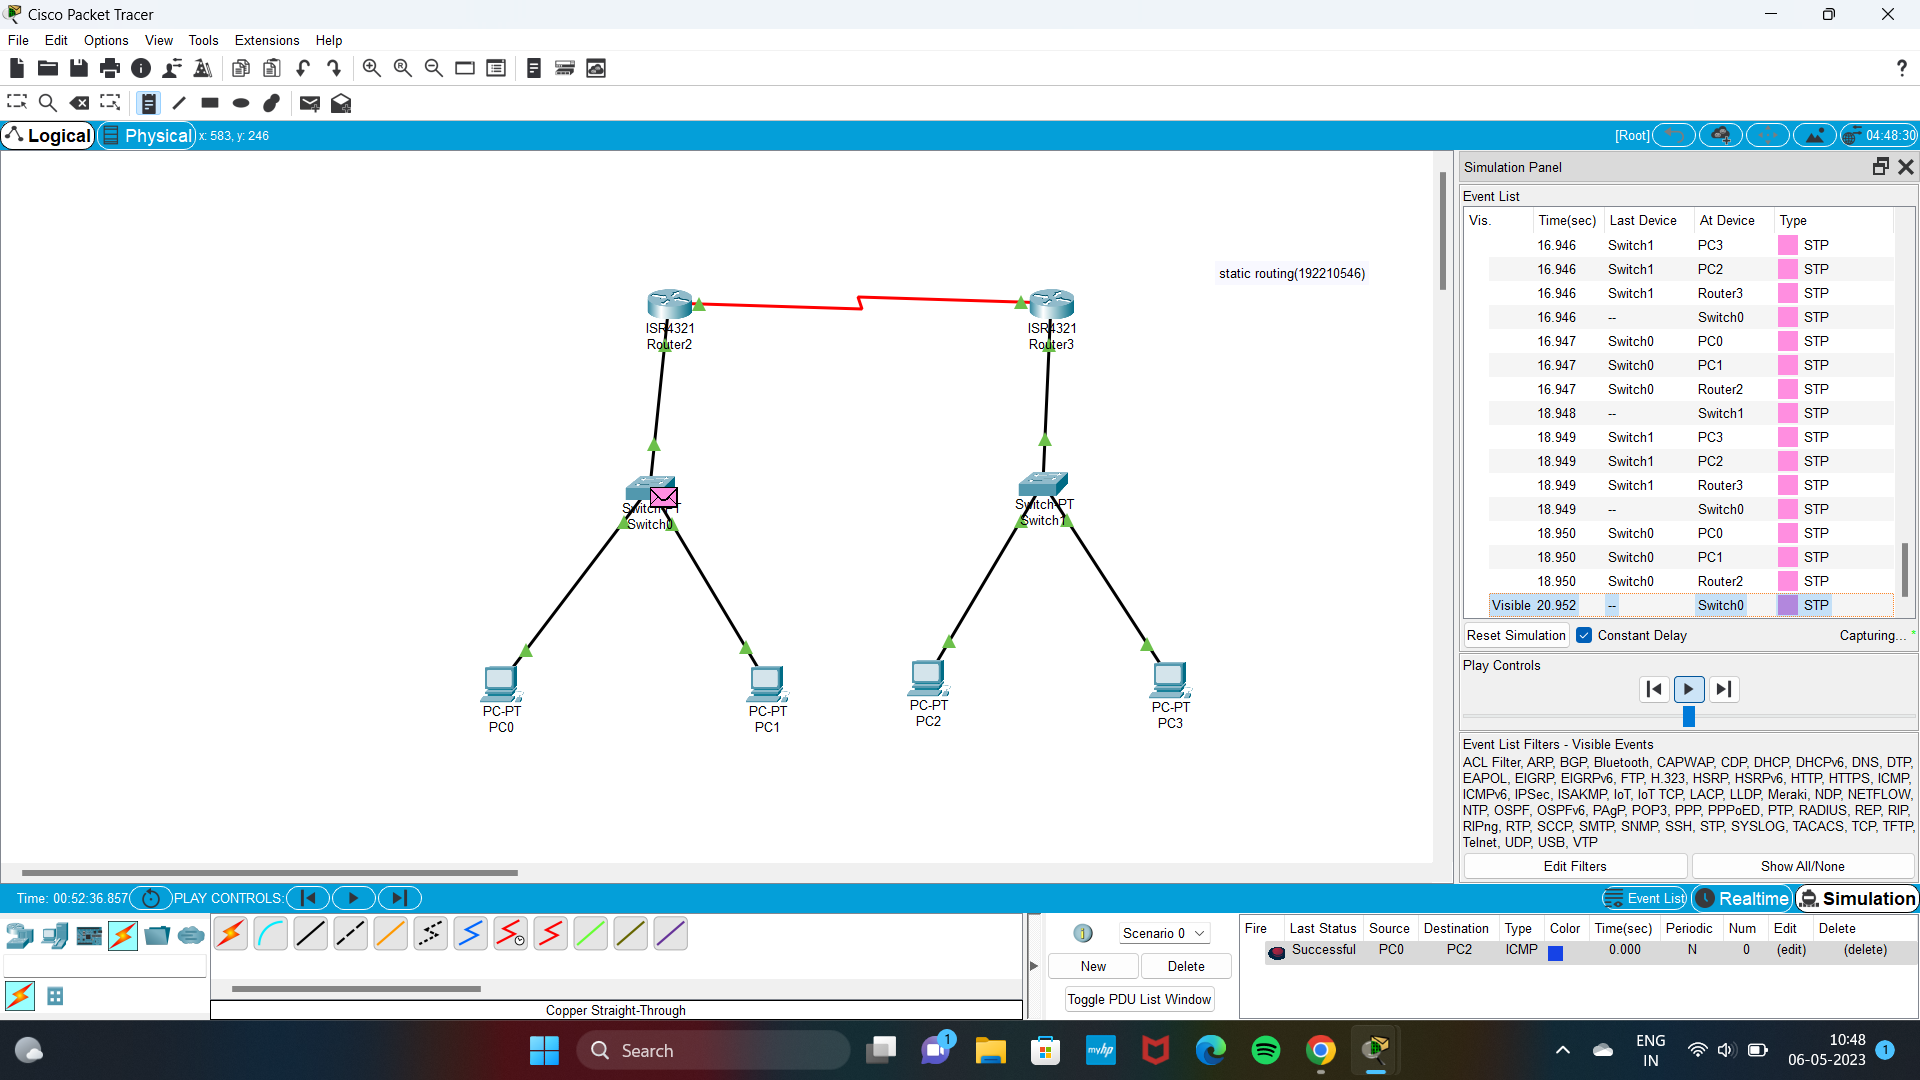 Cisco Packet Tracer
File Edit Options View Tools Extensions Help
Logical Physical x: 583, y: 246 [Root] 04:48:30
static routing(192210546)
ISR4321
Router2
ISR4321
Router3
Switch0
Switch-PT
Switch1
PC-PT
PC0
PC-PT
PC1
PC-PT
PC2
PC-PT
PC3
Simulation Panel
Event List
Vis. Time(sec) Last Device At Device Type
16.946 Switch1 PC3 STP
16.946 Switch1 PC2 STP
16.946 Switch1 Router3 STP
16.946 -- Switch0 STP
16.947 Switch0 PC0 STP
16.947 Switch0 PC1 STP
16.947 Switch0 Router2 STP
18.948 -- Switch1 STP
18.949 Switch1 PC3 STP
18.949 Switch1 PC2 STP
18.949 Switch1 Router3 STP
18.949 -- Switch0 STP
18.950 Switch0 PC0 STP
18.950 Switch0 PC1 STP
18.950 Switch0 Router2 STP
Visible 20.952 -- Switch0 STP
Reset Simulation Constant Delay Capturing...
Play Controls
Event List Filters - Visible Events
ACL Filter, ARP, BGP, Bluetooth, CAPWAP, CDP, DHCP, DHCPv6, DNS, DTP,
EAPOL, EIGRP, EIGRPv6, FTP, H.323, HSRP, HSRPv6, HTTP, HTTPS, ICMP,
ICMPv6, IPSec, ISAKMP, IoT, IoT TCP, LACP, LLDP, Meraki, NDP, NETFLOW,
NTP, OSPF, OSPFv6, PAgP, POP3, PPP, PPPoED, PTP, RADIUS, REP, RIP,
RIPng, RTP, SCCP, SMTP, SNMP, SSH, STP, SYSLOG, TACACS, TCP, TFTP,
Telnet, UDP, USB, VTP
Edit Filters Show All/None
Time: 00:52:36.857 PLAY CONTROLS: Event List Realtime Simulation
Copper Straight-Through
1 Scenario 0
New Delete
Toggle PDU List Window
Fire Last Status Source Destination Type Color Time(sec) Periodic Num Edit Delete
Successful PC0 PC2 ICMP 0.000 N 0 (edit) (delete)
Search
1
myhp
ENG
IN
10:48
06-05-2023
1